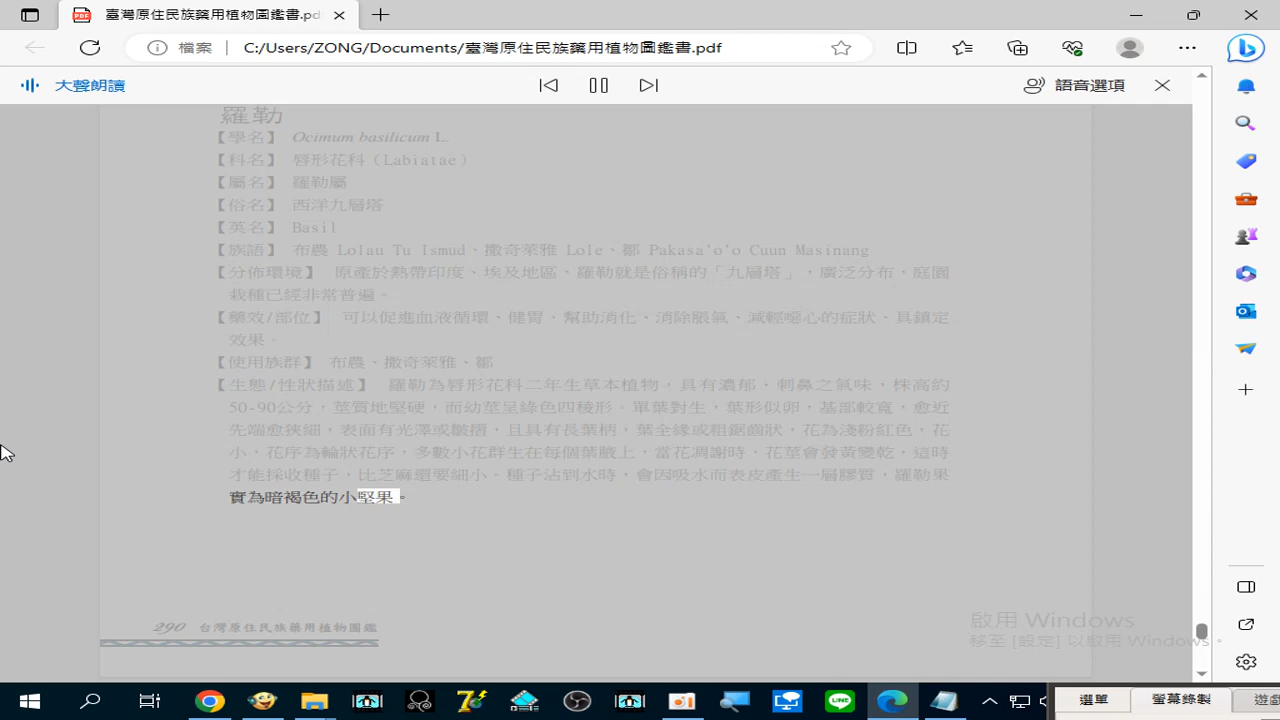 臺灣原住民族藥用植物圖鑑書.pd
檔案
C:/Users/ZONG/Documents/臺灣原住民族藥用植物圖鑑書.pdf
大聲朗讀
語音選項
羅勒
【學名】 Ocimum basilicum L.
【科名】 唇形花科（Labiatae）
【屬名】 羅勒屬
【俗名】 西洋九層塔
【英名】 Basil
【族語】 布農 Lolau Tu Ismud、撒奇萊雅 Lole、鄒 Pakasa'o'o Cuun Masinang
【分佈環境】 原產於熱帶印度、埃及地區、羅勒就是俗稱的「九層塔」，廣泛分布，庭園
栽種已經非常普遍。
【藥效/部位】 可以促進血液循環、健胃、幫助消化、消除脹氣、減輕噁心的症狀、具鎮定
效果。
【使用族群】 布農、撒奇萊雅、鄒
【生態/性狀描述】 羅勒為唇形花科二年生草本植物，具有濃郁、刺鼻之氣味，株高約
50-90公分，莖質地堅硬，而幼莖呈綠色四稜形。單葉對生，葉形似卵，基部較寬，愈近
先端愈狹細，表面有光澤或皺摺，且具有長葉柄，葉全緣或粗鋸齒狀，花為淺粉紅色，花
小，花序為輪狀花序，多數小花群生在每個葉腋上，當花凋謝時，花莖會發黃變乾，這時
才能採收種子，比芝麻還要細小。種子沾到水時，會因吸水而表皮產生一層膠質，羅勒果
實為暗褐色的小堅果。
290 台灣原住民族藥用植物圖鑑
啟用 Windows
移至 [設定] 以啟用 Windows。
選單
螢幕錄製
遊戲